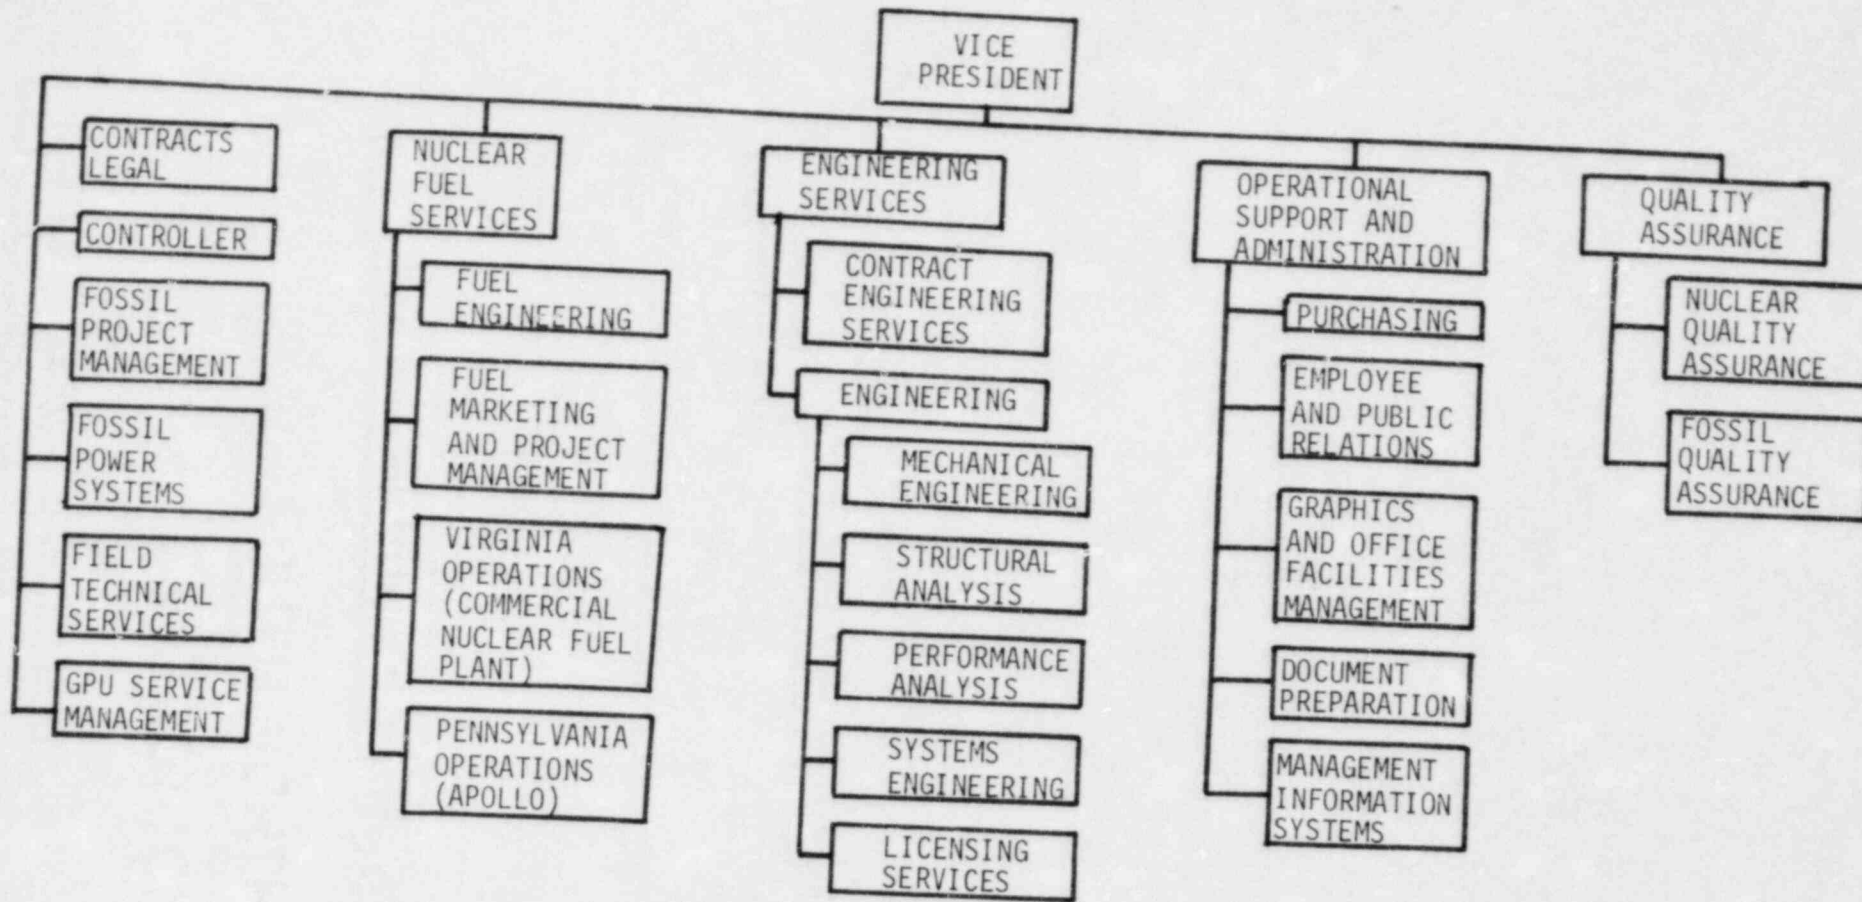 VICE
PRESIDENT
CONTRACTS
LEGAL
CONTROLLER
FOSSIL
PROJECT
MANAGEMENT
FOSSIL
POWER
SYSTEMS
FIELD
TECHNICAL
SERVICES
GPU SERVICE
MANAGEMENT
NUCLEAR
FUEL
SERVICES
FUEL
ENGINEERING
FUEL
MARKETING
AND PROJECT
MANAGEMENT
VIRGINIA
OPERATIONS
(COMMERCIAL
NUCLEAR FUEL
PLANT)
PENNSYLVANIA
OPERATIONS
(APOLLO)
ENGINEERING
SERVICES
CONTRACT
ENGINEERING
SERVICES
ENGINEERING
MECHANICAL
ENGINEERING
STRUCTURAL
ANALYSIS
PERFORMANCE
ANALYSIS
SYSTEMS
ENGINEERING
LICENSING
SERVICES
OPERATIONAL
SUPPORT AND
ADMINISTRATION
PURCHASING
EMPLOYEE
AND PUBLIC
RELATIONS
GRAPHICS
AND OFFICE
FACILITIES
MANAGEMENT
DOCUMENT
PREPARATION
MANAGEMENT
INFORMATION
SYSTEMS
QUALITY
ASSURANCE
NUCLEAR
QUALITY
ASSURANCE
FOSSIL
QUALITY
ASSURANCE